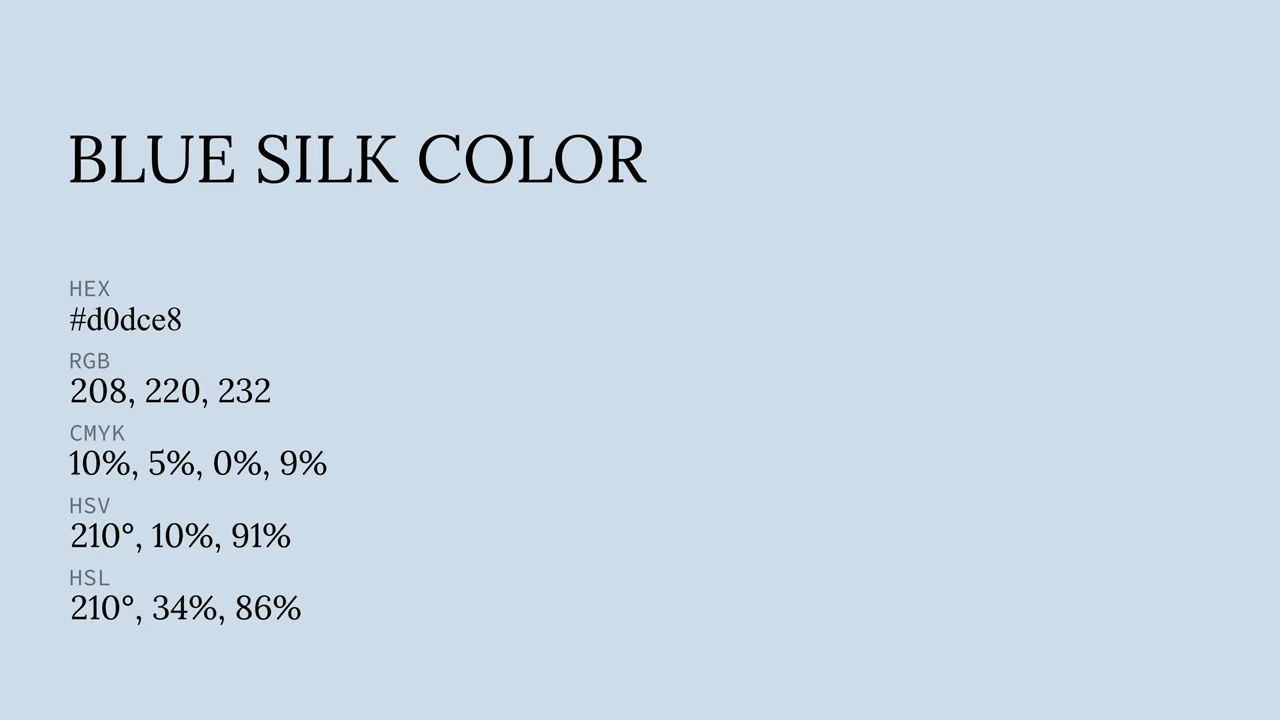 BLUE SILK COLOR
HEX
#d0dce8
RGB
208, 220, 232
CMYK
10%, 5%, 0%, 9%
HSV
210°, 10%, 91%
HSL
210°, 34%, 86%